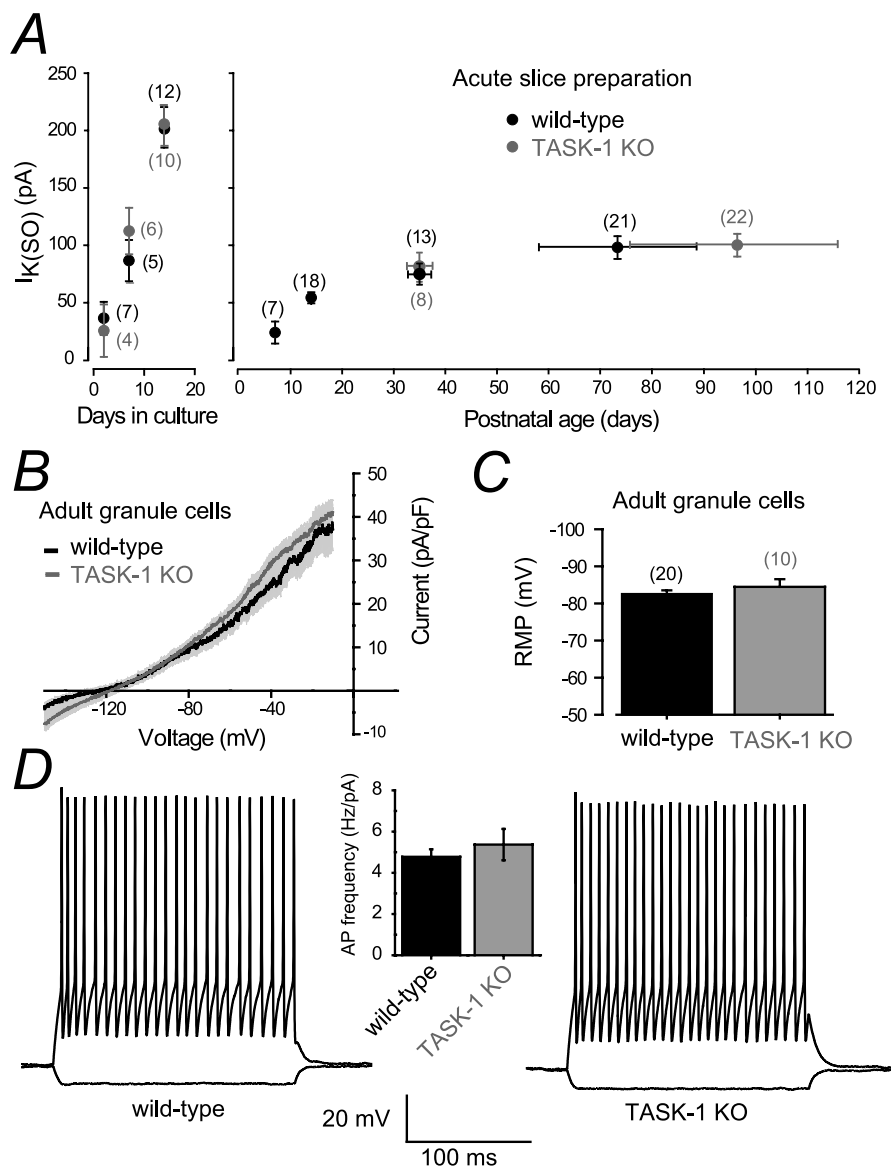 A
Acute slice preparation
wild-type
TASK-1 KO
IK(SO) (pA)
250
200
150
100
50
0
(12)
(10)
(6)
(5)
(7)
(4)
(7)
(18)
(13)
(8)
(21)
(22)
0 10 20
0 10 20 30 40 50 60 70 80 90 100 110 120
Days in culture
Postnatal age (days)
B
Adult granule cells
wild-type
TASK-1 KO
50
40
30
20
10
-10
Current (pA/pF)
-120 -80 -40
Voltage (mV)
C
Adult granule cells
RMP (mV)
-100
-90
-80
-70
-60
-50
(20)
(10)
wild-type
TASK-1 KO
D
AP frequency (Hz/pA)
8
6
4
2
0
wild-type
TASK-1 KO
wild-type
TASK-1 KO
20 mV
100 ms